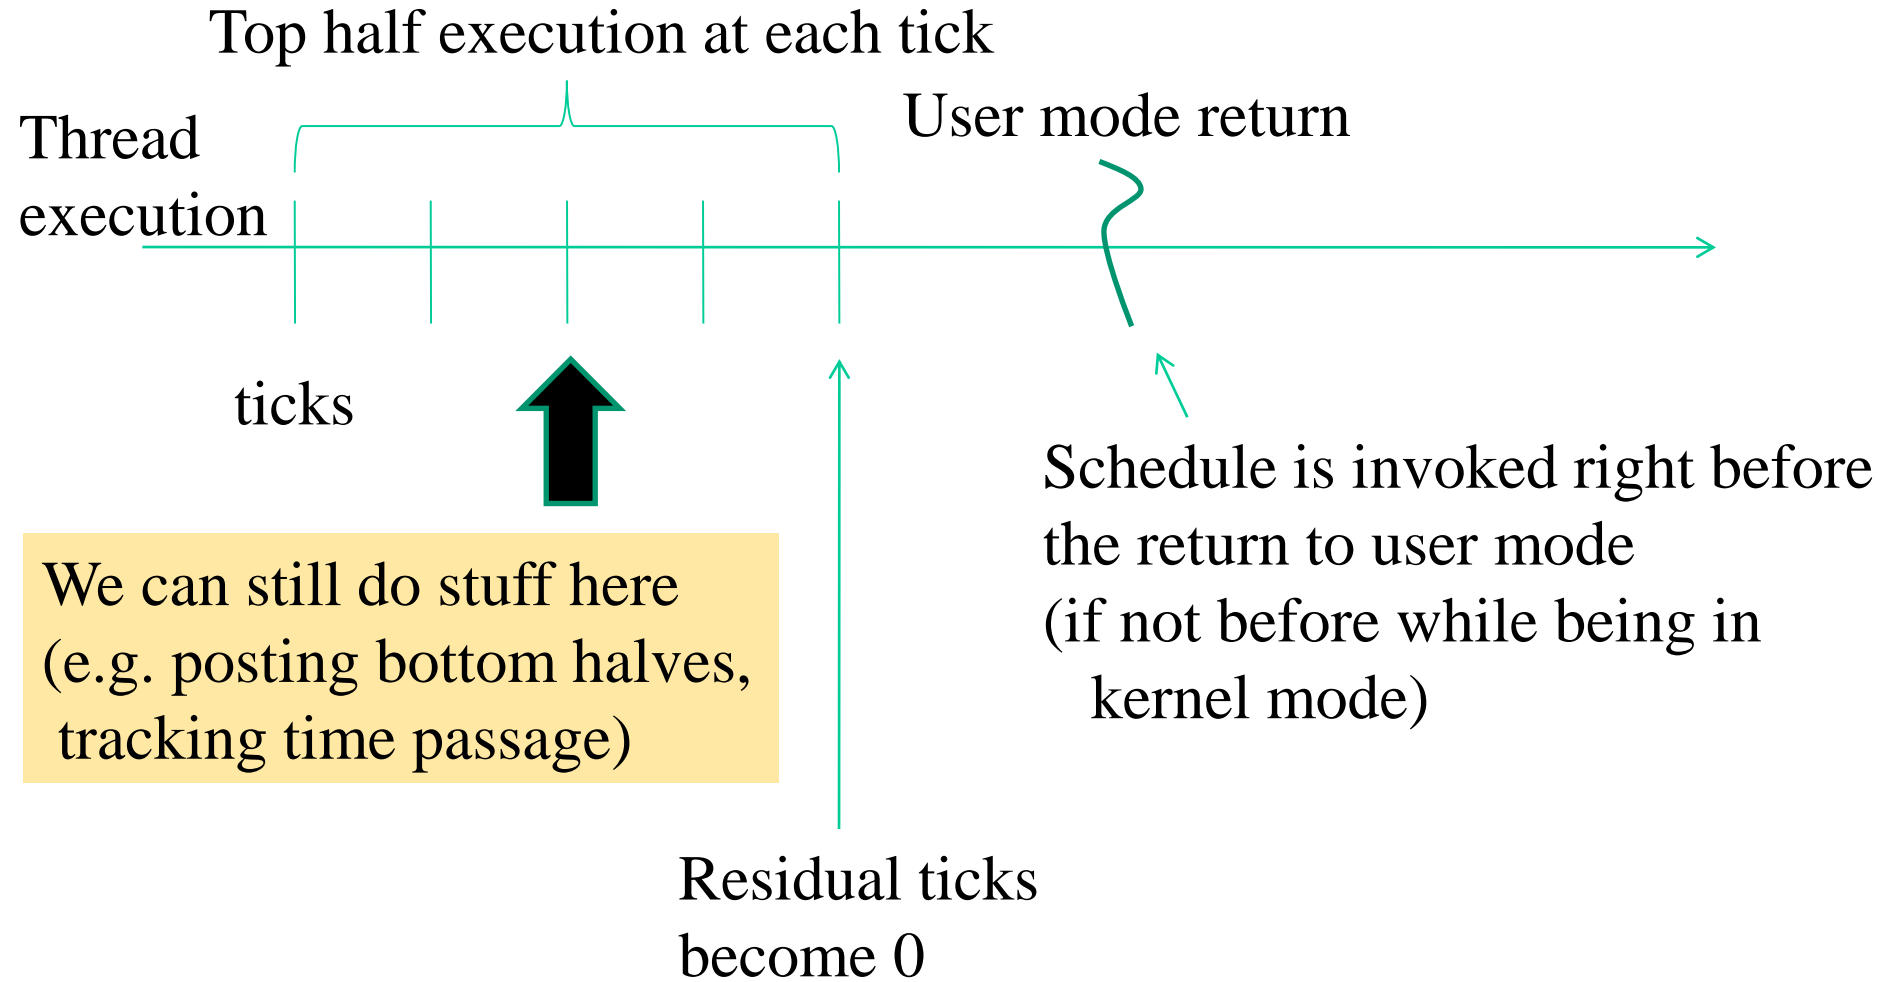 Top half execution at each tick
Thread
execution
User mode return
ticks
We can still do stuff here
(e.g. posting bottom halves,
tracking time passage)
Schedule is invoked right before
the return to user mode
(if not before while being in
kernel mode)
Residual ticks
become 0